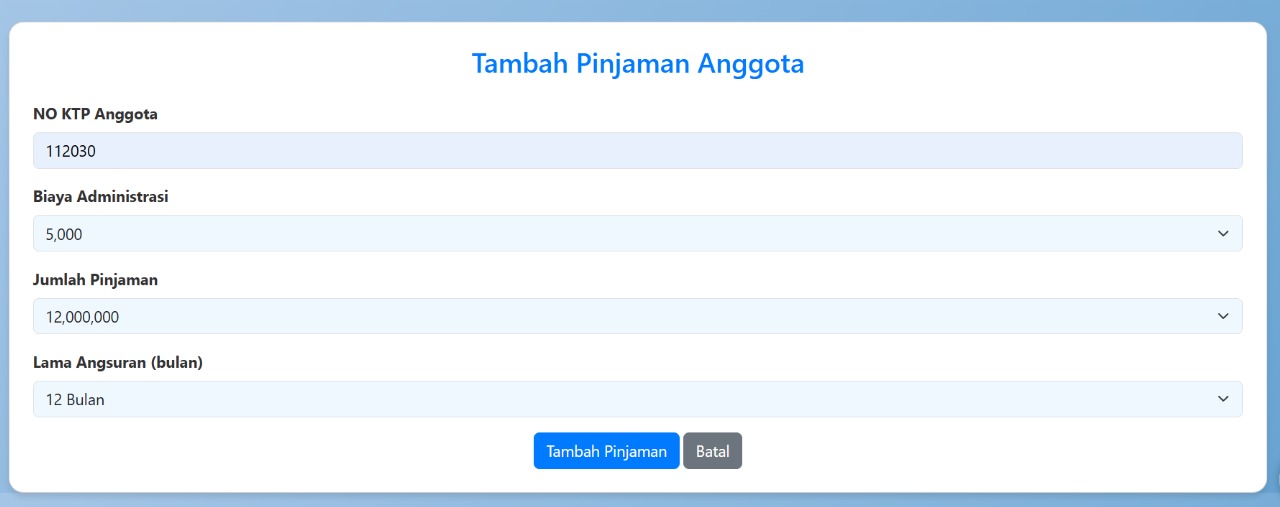 Tambah Pinjaman Anggota
NO KTP Anggota
112030
Biaya Administrasi
5,000
Jumlah Pinjaman
12,000,000
Lama Angsuran (bulan)
12 Bulan
Tambah Pinjaman Batal